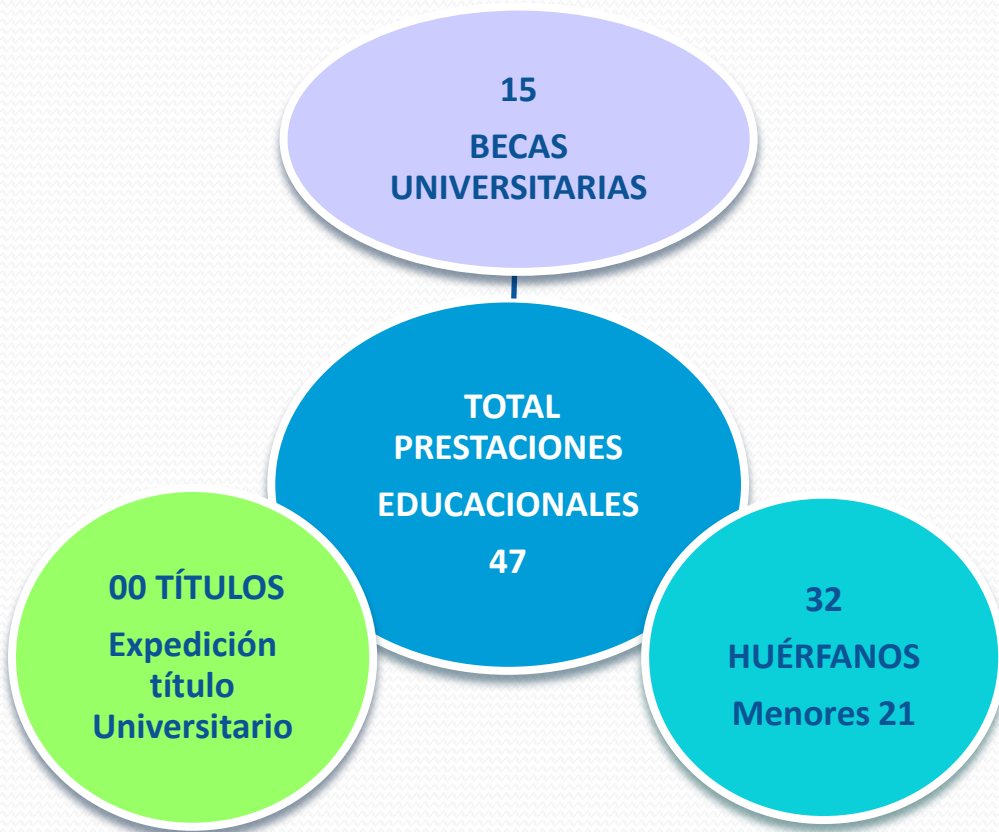 15
BECAS
UNIVERSITARIAS
TOTAL
PRESTACIONES
EDUCACIONALES
47
00 TÍTULOS
Expedición
título
Universitario
32
HUÉRFANOS
Menores 21